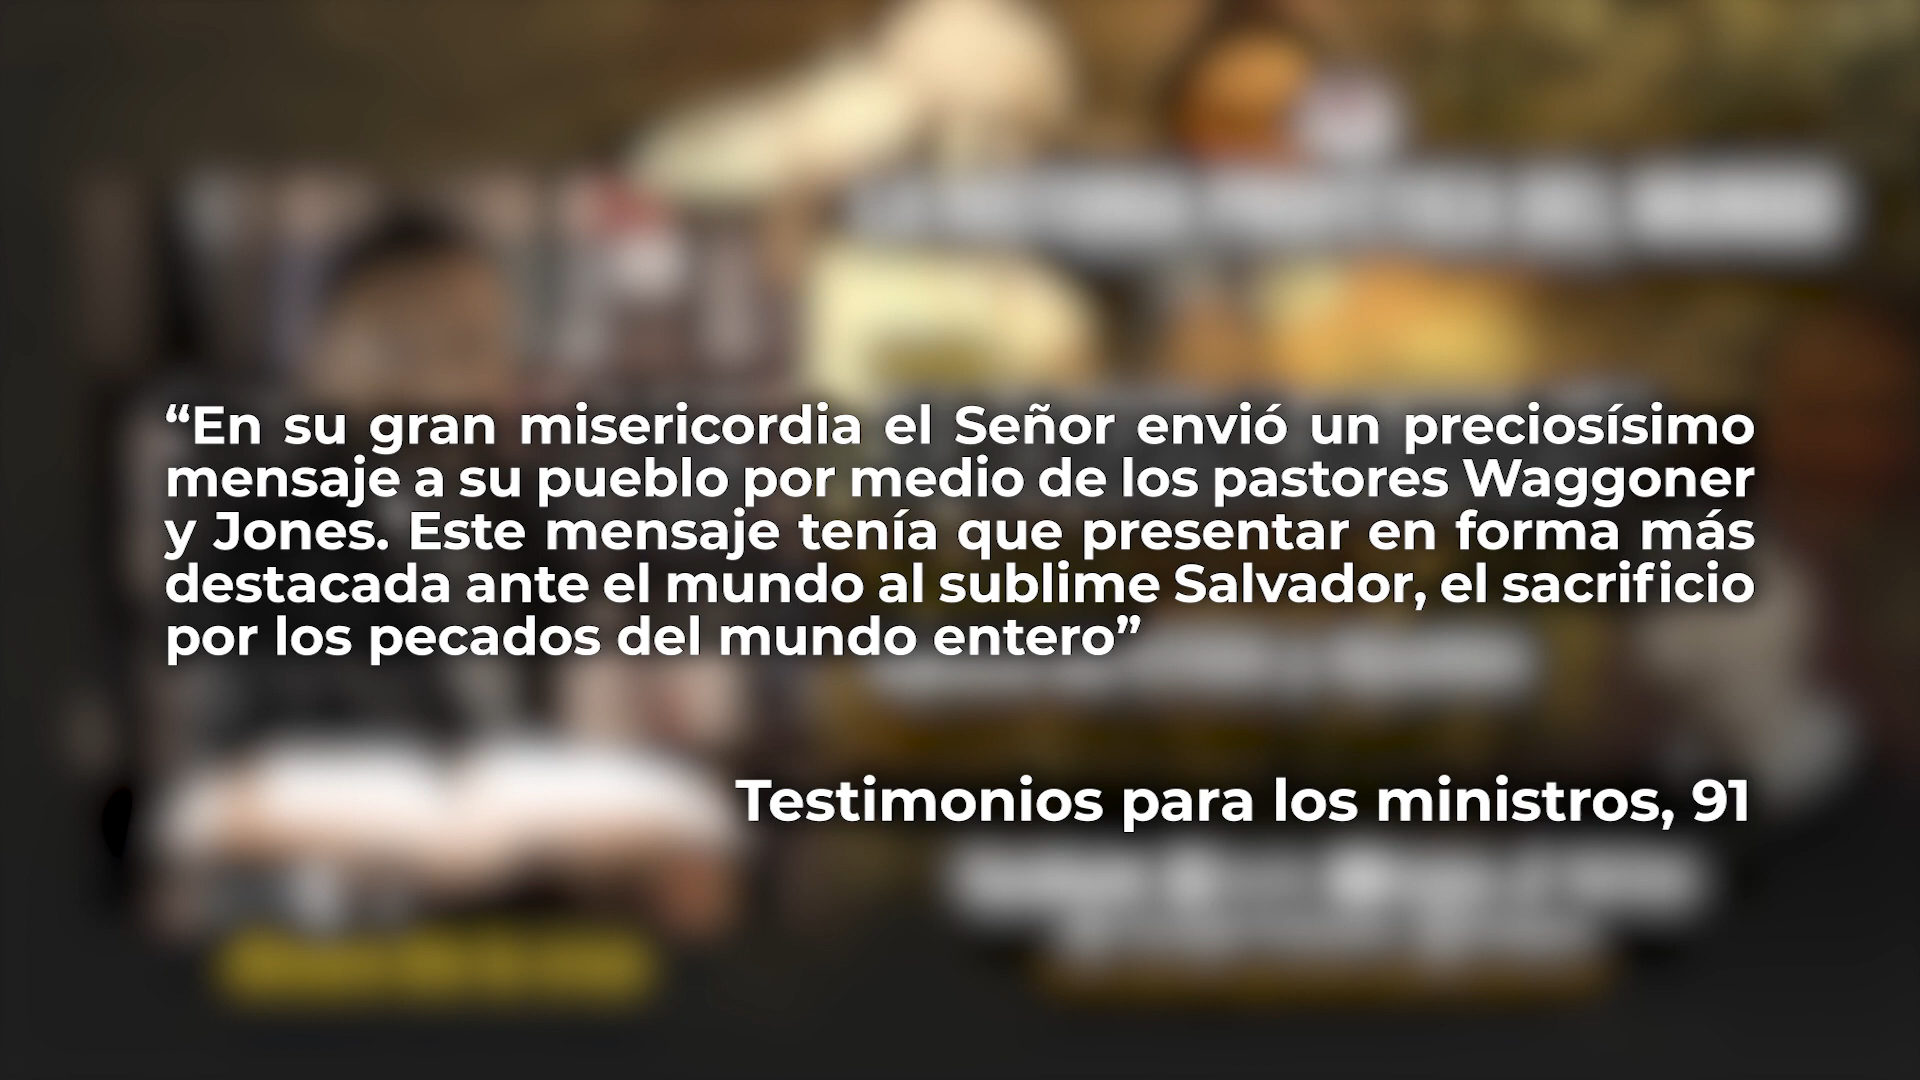 “En su gran misericordia el Señor envió un preciosísimo
mensaje a su pueblo por medio de los pastores Waggoner
y Jones. Este mensaje tenía que presentar en forma más
destacada ante el mundo al sublime Salvador, el sacrificio
por los pecados del mundo entero”
Testimonios para los ministros, 91